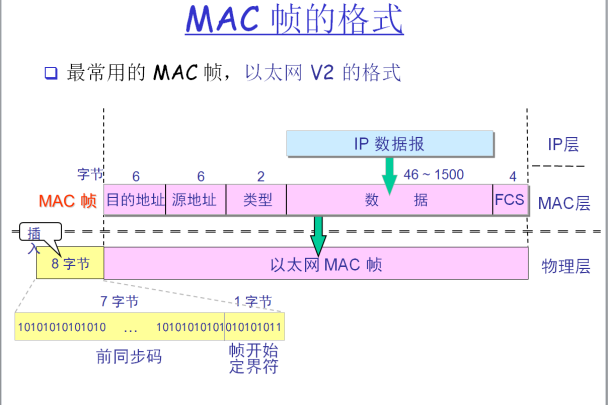 MAC 帧的格式
最常用的 MAC 帧，以太网 V2 的格式
IP 数据报
IP层
字节
6
6
2
46 ~ 1500
4
MAC 帧
目的地址
源地址
类型
数 据
FCS
MAC层
插
入
8 字节
以太网 MAC 帧
物理层
7 字节
1 字节
10101010101010 … 10101010101010101011
前同步码
帧开始
定界符